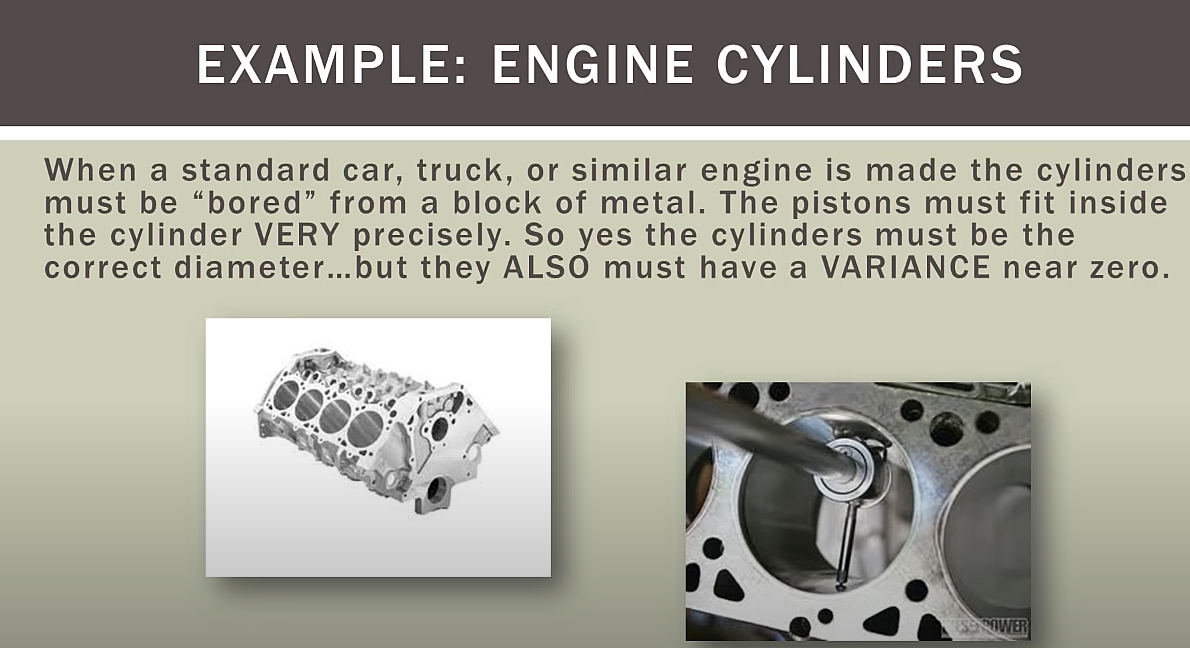 EXAMPLE: ENGINE CYLINDERS
When a standard car, truck, or similar engine is made the cylinders
must be “bored” from a block of metal. The pistons must fit inside
the cylinder VERY precisely. So yes the cylinders must be the
correct diameter...but they ALSO must have a VARIANCE near zero.
POWER